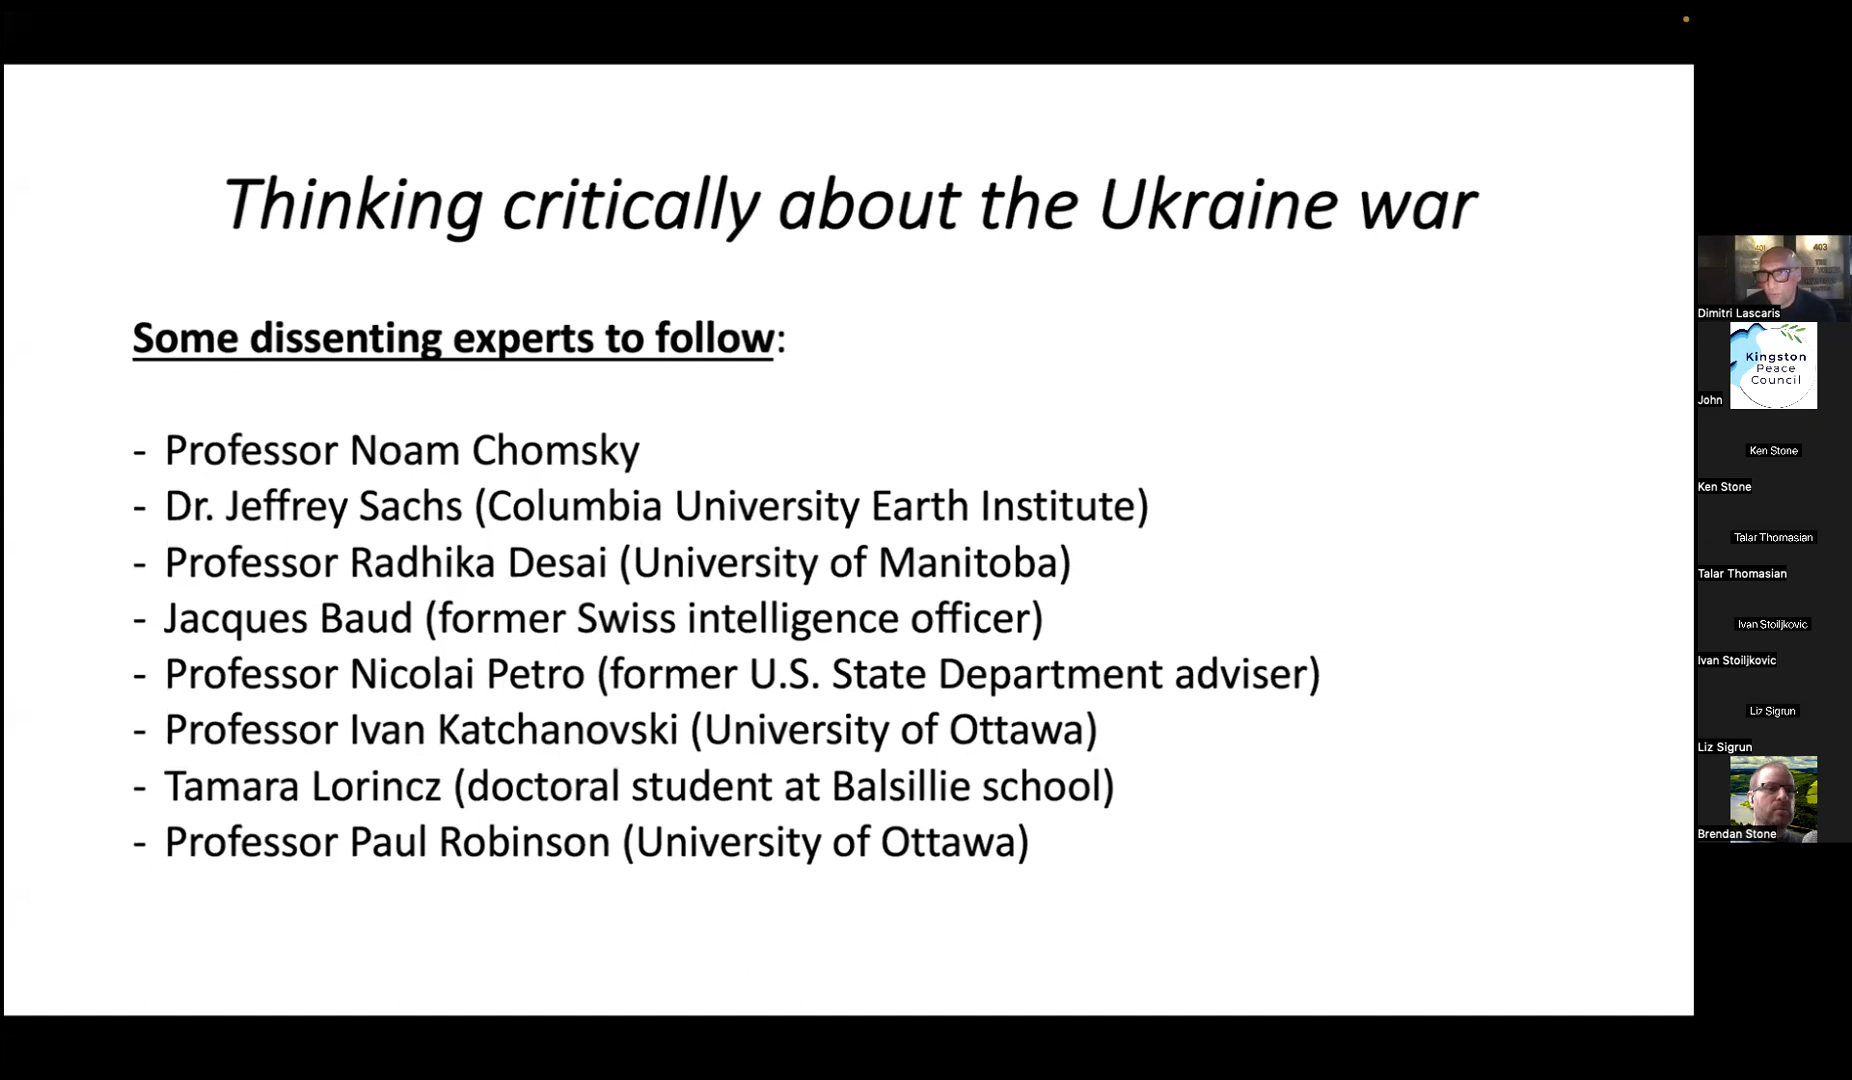 Thinking critically about the Ukraine war
Some dissenting experts to follow:
- Professor Noam Chomsky
- Dr. Jeffrey Sachs (Columbia University Earth Institute)
- Professor Radhika Desai (University of Manitoba)
- Jacques Baud (former Swiss intelligence officer)
- Professor Nicolai Petro (former U.S. State Department adviser)
- Professor Ivan Katchanovski (University of Ottawa)
- Tamara Lorincz (doctoral student at Balsillie school)
- Professor Paul Robinson (University of Ottawa)
403
Dimitri Lascaris
Kingston
Peace
Council
John
Ken Stone
Ken Stone
Talar Thomasian
Talar Thomasian
Ivan Stoiljkovic
Ivan Stoiljkovic
Liz Sigrun
Liz Sigrun
Brendan Stone